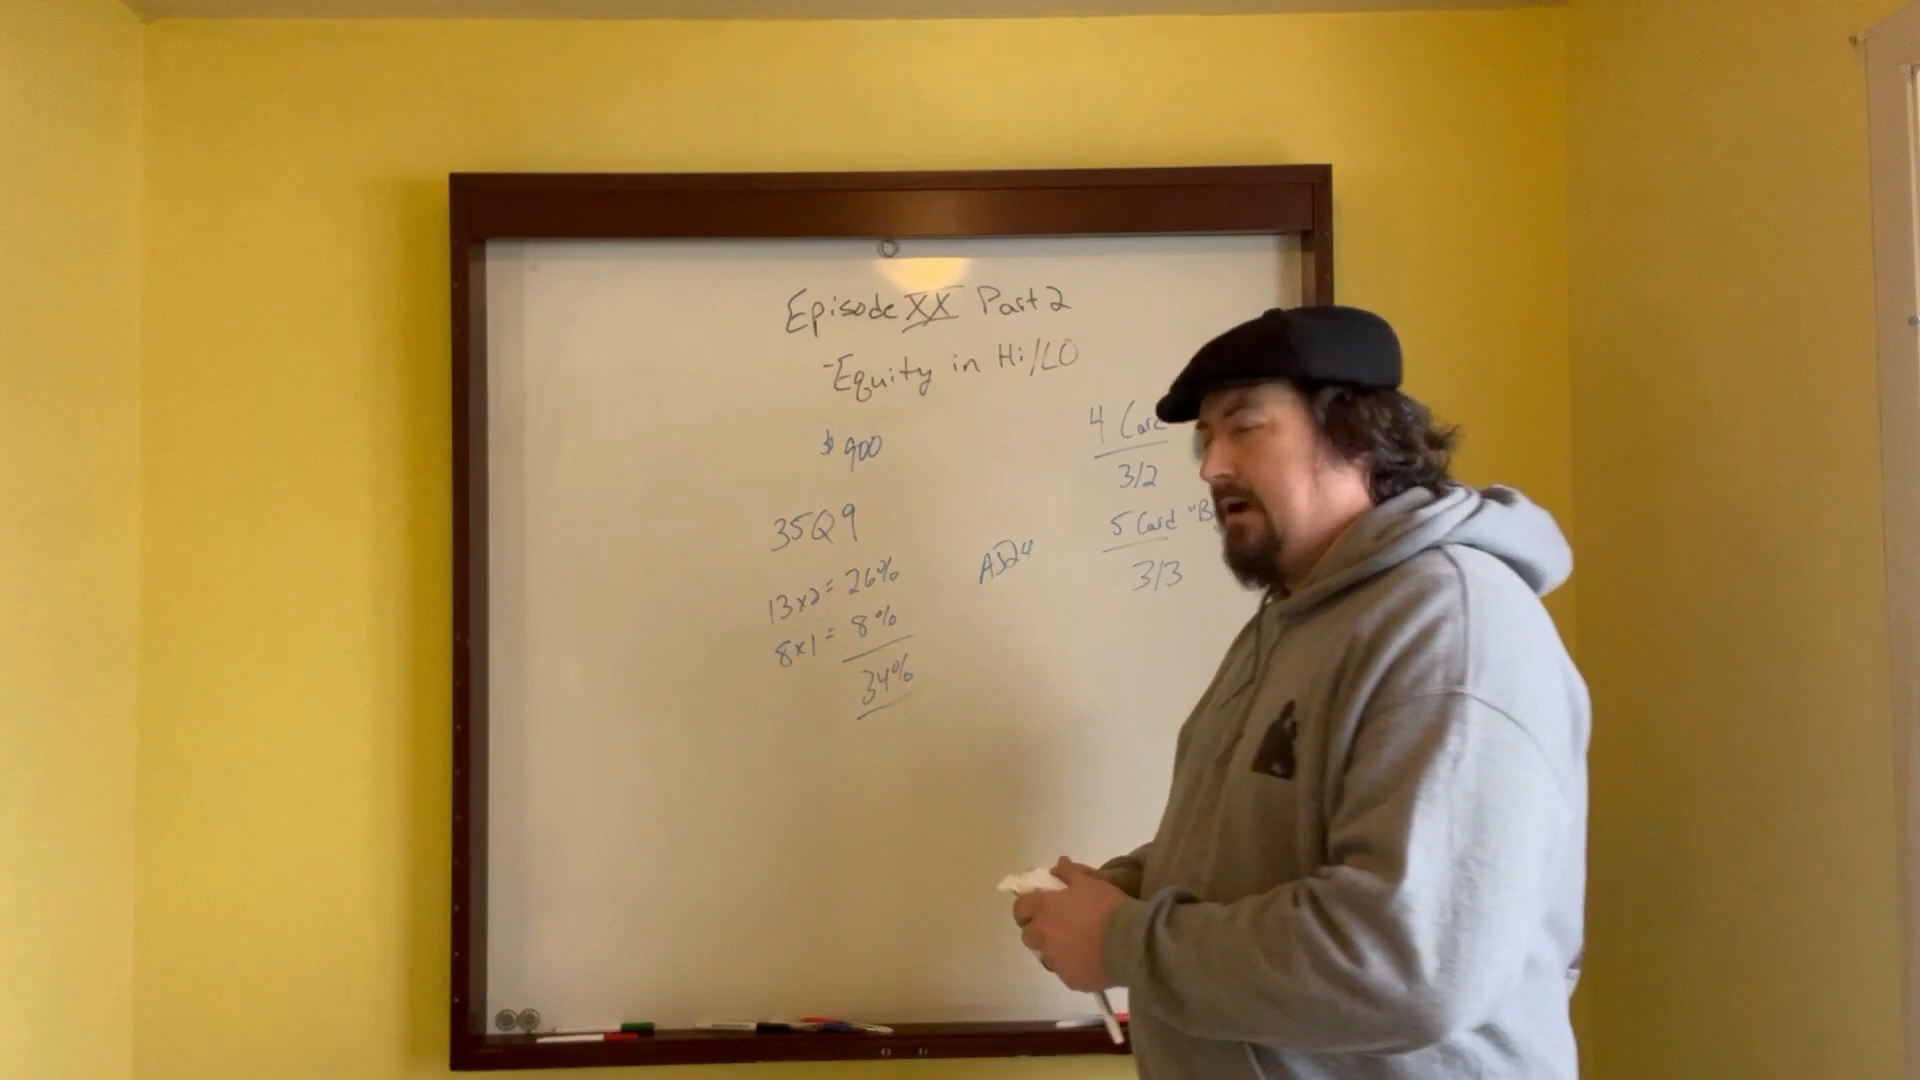 Episode XX Part 2
-Equity in Hi/LO
$900
35Q9
13x2= 26%
8x1= 8%
34%
A524
4 Card
3/2
5 Card "B
3/3